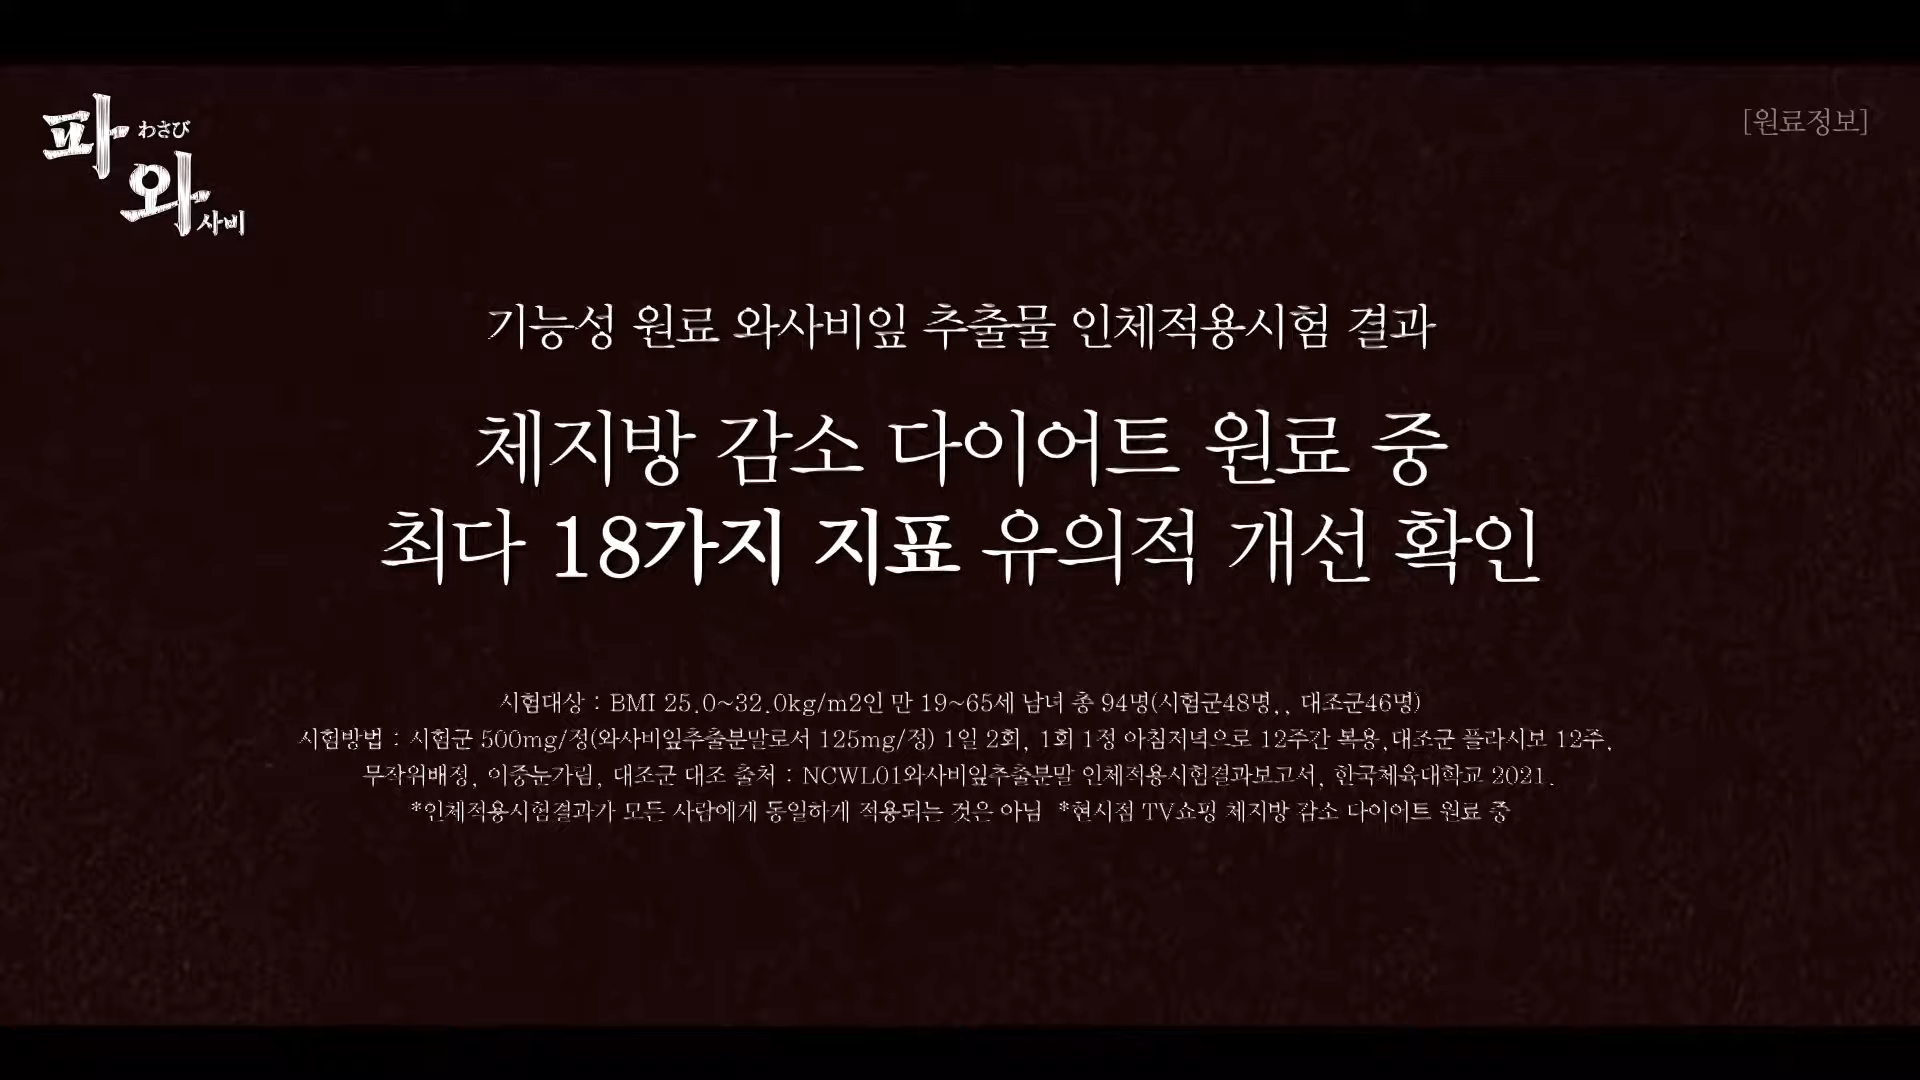 파 わさび
와사비
[원료정보]
기능성 원료 와사비잎 추출물 인체적용시험 결과
체지방 감소 다이어트 원료 중
최다 18가지 지표 유의적 개선 확인
시험대상 : BMI 25.0~32.0kg/m2인 만 19~65세 남녀 총 94명(시험군48명,, 대조군46명)
시험방법 : 시험군 500mg/정(와사비잎추출분말로서 125mg/정) 1일 2회, 1회 1정 아침저녁으로 12주간 복용,대조군 플라시보 12주,
무작위배정, 이중눈가림, 대조군 대조 출처 : NCWL01와사비잎추출분말 인체적용시험결과보고서, 한국체육대학교 2021.
*인체적용시험결과가 모든 사람에게 동일하게 적용되는 것은 아님 *현시점 TV쇼핑 체지방 감소 다이어트 원료 중